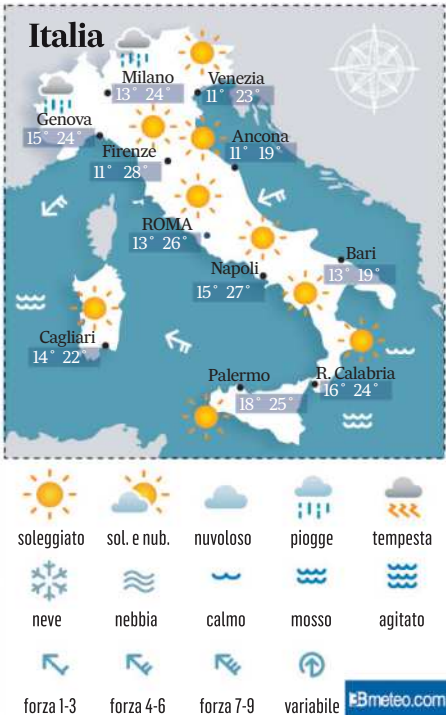 Italia
Milano
13° 24°
Venezia
11° 23°
Genova
15° 24°
Firenze
11° 28°
Ancona
11° 19°
ROMA
13° 26°
Napoli
15° 27°
Bari
13° 19°
Cagliari
14° 22°
Palermo
18° 25°
R. Calabria
16° 24°
soleggiato sol. e nub. nuvoloso piogge tempesta
neve nebbia calmo mosso agitato
forza 1-3 forza 4-6 forza 7-9 variabile
3Bmeteo.com